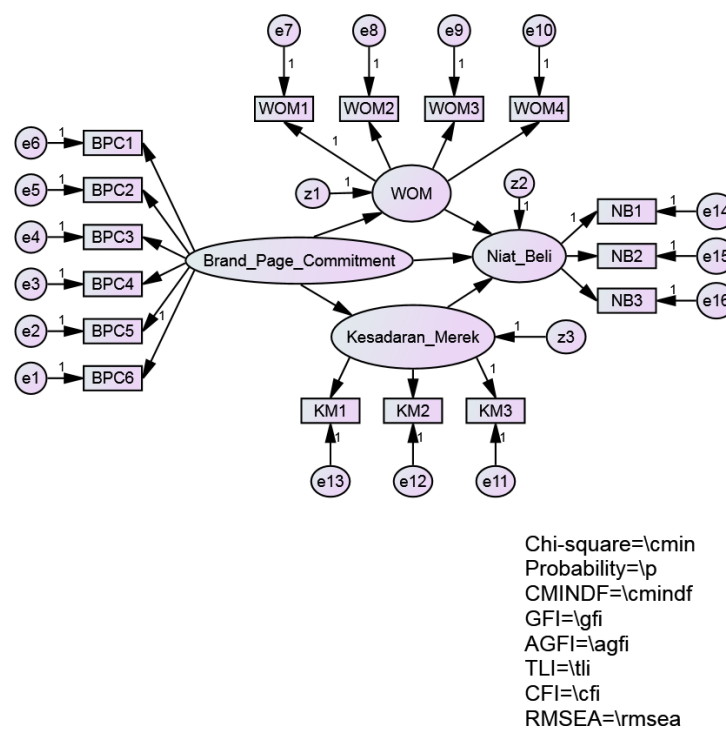 e7 e8 e9 e10
1 1 1 1
WOM1 WOM2 WOM3 WOM4
e6 1 BPC1
1
e5 1 BPC2
z1 1 WOM
z2
1
e4 1 BPC3
1 NB1 1 e14
e3 1 BPC4
Brand_Page_Commitment
Niat_Beli
NB2 1 e15
e2 1 BPC5 1
NB3 1 e16
Kesadaran_Merek 1 z3
e1 1 BPC6
1
KM1 KM2 KM3
1 1 1
e13 e12 e11
Chi-square=\cmin
Probability=\p
CMINDF=\cmindf
GFI=\gfi
AGFI=\agfi
TLI=\tli
CFI=\cfi
RMSEA=\rmsea